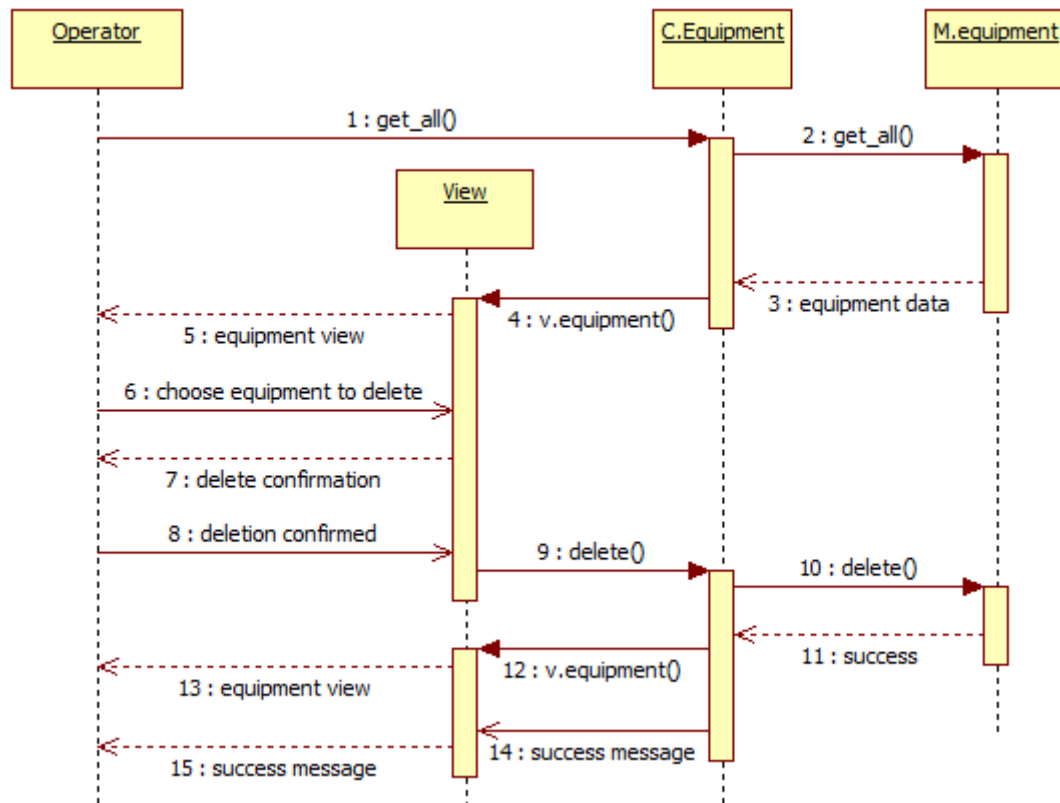 Operator
C.Equipment
M.equipment
1 : get_all()
2 : get_all()
View
3 : equipment data
4 : v.equipment()
5 : equipment view
6 : choose equipment to delete
7 : delete confirmation
8 : deletion confirmed
9 : delete()
10 : delete()
11 : success
12 : v.equipment()
13 : equipment view
14 : success message
15 : success message